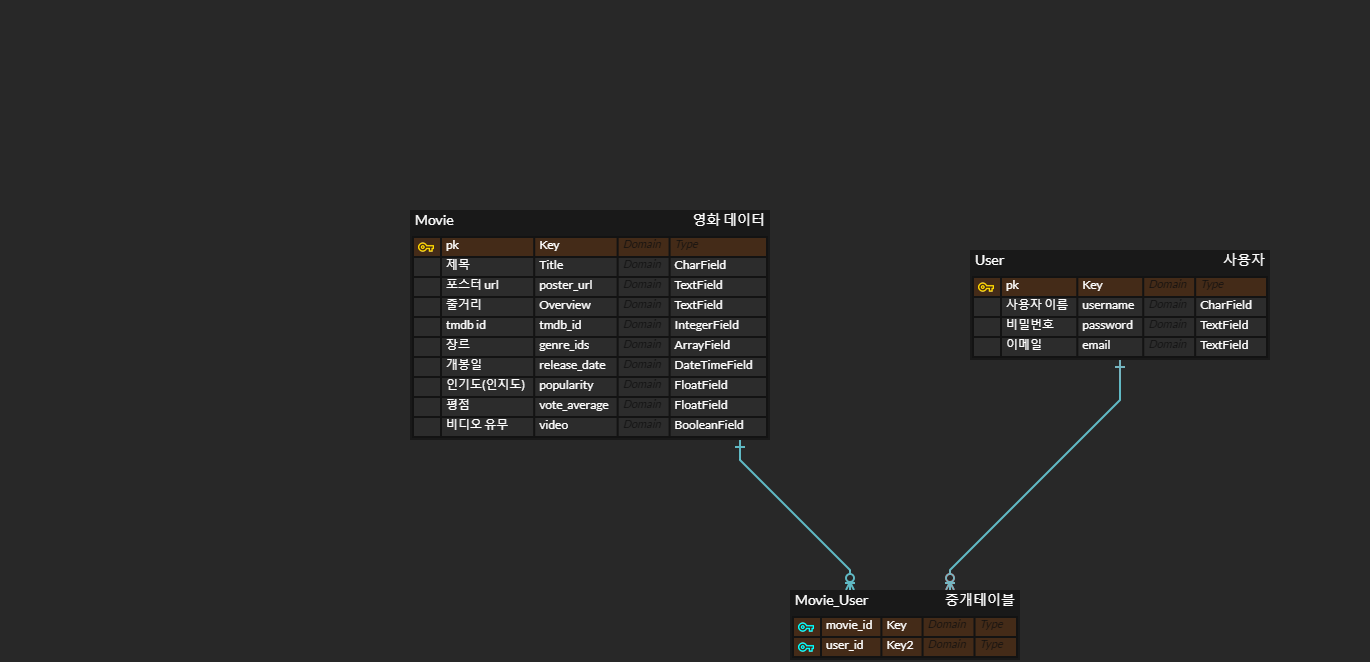 Movie 영화 데이터
pk Key Domain Type
제목 Title Domain CharField
포스터 url poster_url Domain TextField
줄거리 Overview Domain TextField
tmdb id tmdb_id Domain IntegerField
장르 genre_ids Domain ArrayField
개봉일 release_date Domain DateTimeField
인기도(인지도) popularity Domain FloatField
평점 vote_average Domain FloatField
비디오 유무 video Domain BooleanField
User 사용자
pk Key Domain Type
사용자 이름 username Domain CharField
비밀번호 password Domain TextField
이메일 email Domain TextField
Movie_User 중개테이블
movie_id Key Domain Type
user_id Key2 Domain Type